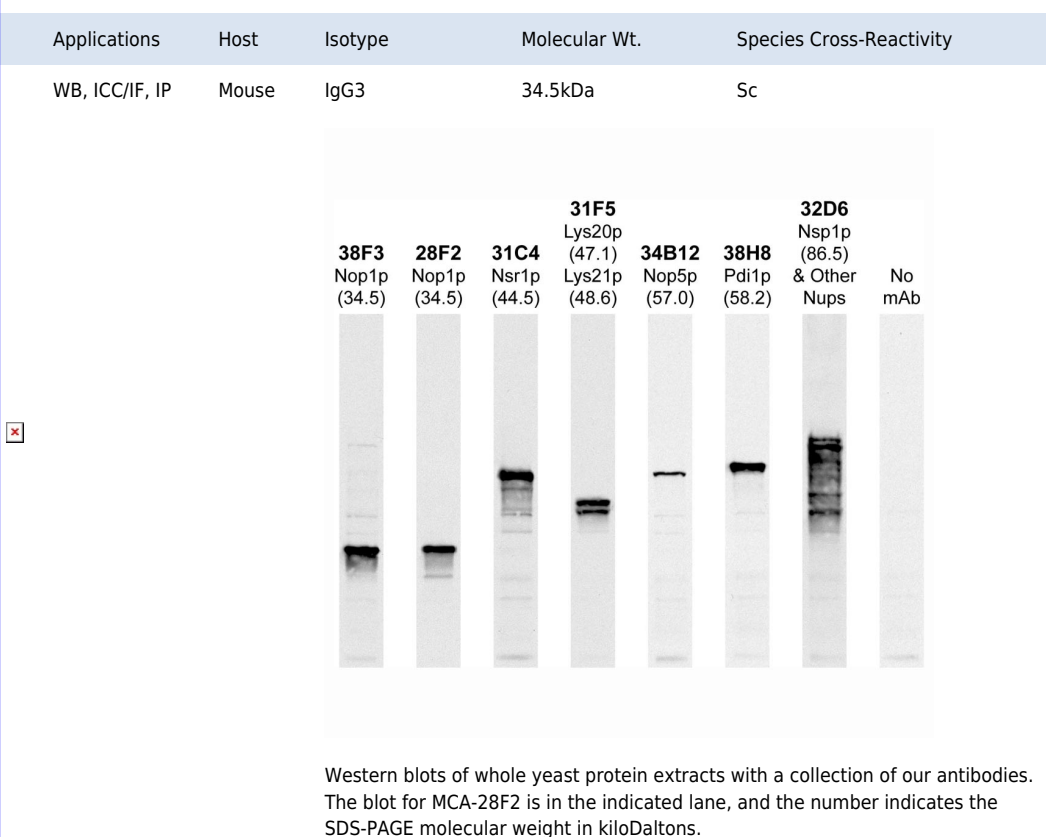 Applications Host Isotype Molecular Wt. Species Cross-Reactivity
WB, ICC/IF, IP Mouse IgG3 34.5kDa Sc
38F3
Nop1p
(34.5)
28F2
Nop1p
(34.5)
31C4
Nsr1p
(44.5)
31F5
Lys20p
(47.1)
Lys21p
(48.6)
34B12
Nop5p
(57.0)
38H8
Pdi1p
(58.2)
32D6
Nsp1p
(86.5)
& Other
Nups
No
mAb
Western blots of whole yeast protein extracts with a collection of our antibodies.
The blot for MCA-28F2 is in the indicated lane, and the number indicates the
SDS-PAGE molecular weight in kiloDaltons.